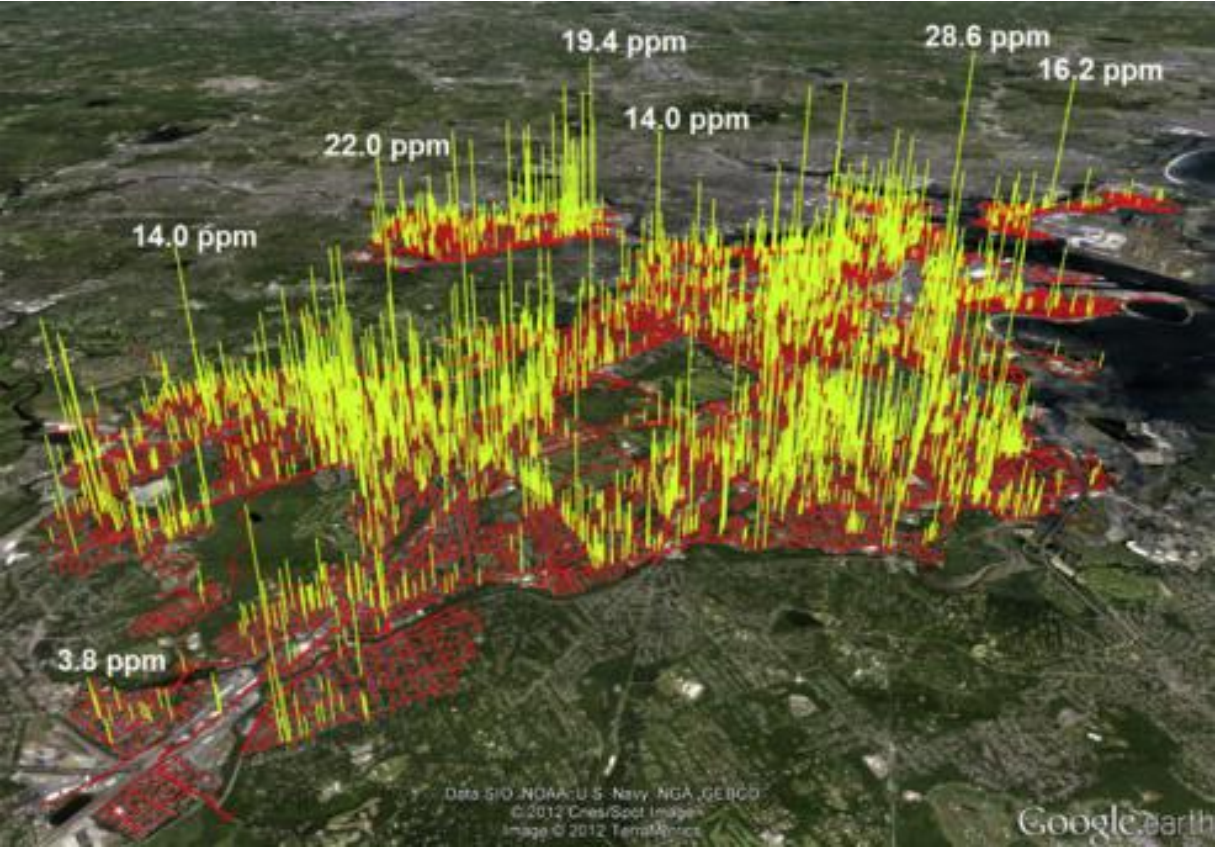 19.4 ppm
28.6 ppm
16.2 ppm
14.0 ppm
22.0 ppm
14.0 ppm
3.8 ppm
Data SIO, NOAA, U.S. Navy, NGA, GEBCO
© 2012 Cnes/Spot Image
Image © 2012 TerraMetrics
Google earth